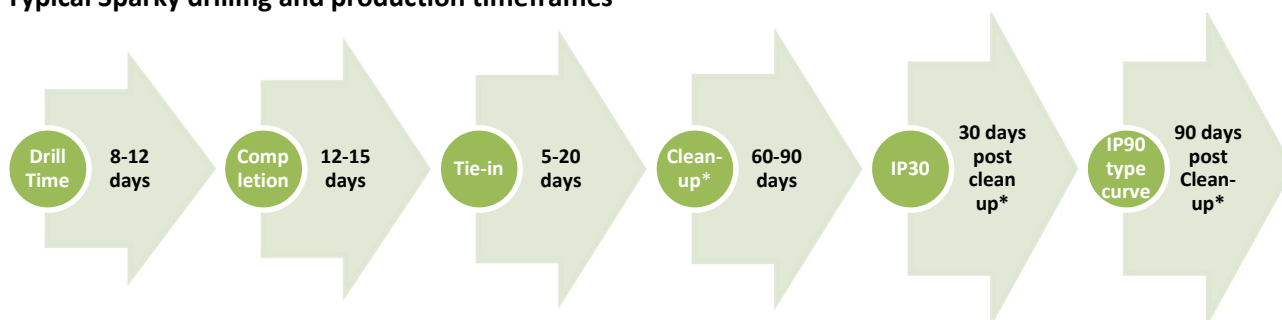 Typical Sparky drilling and production timeframes
Drill
Time
8-12
days
Comp
letion
12-15
days
Tie-in
5-20
days
Clean-
up*
60-90
days
IP30
30 days
post
clean
up*
IP90
type
curve
90 days
post
Clean-
up*